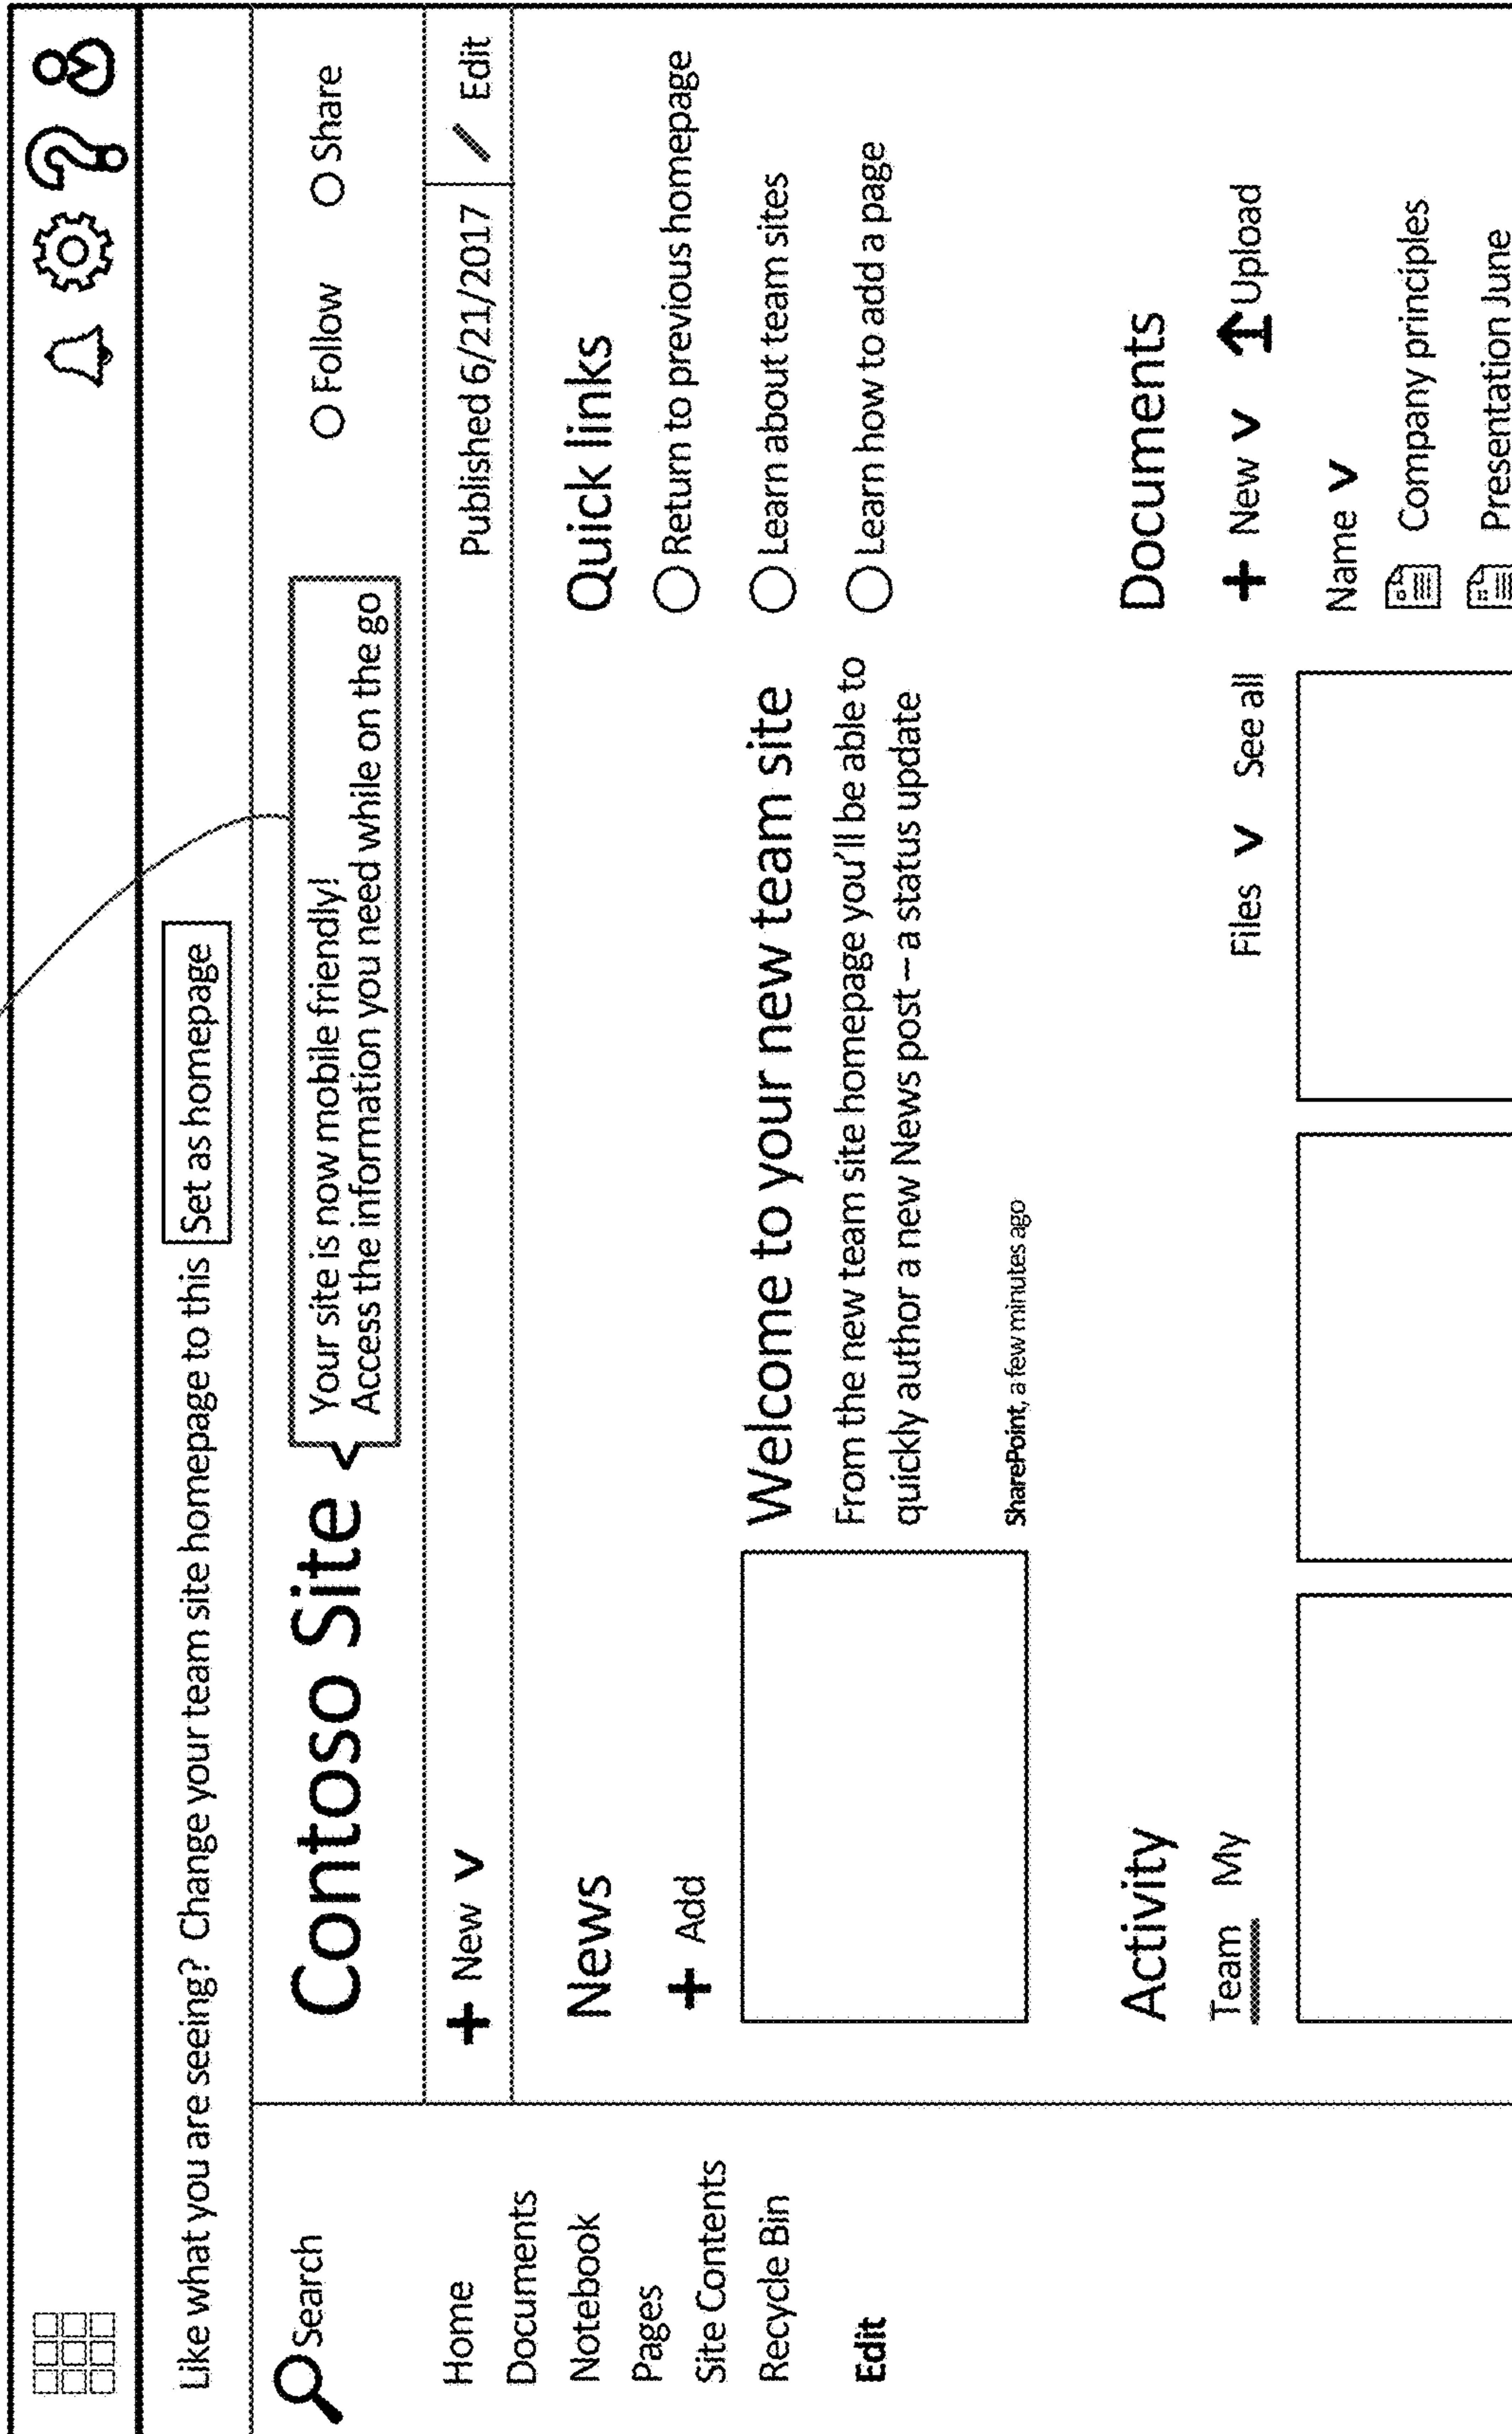 Like what you are seeing? Change your team site homepage to this Set as homepage
Search
Home
Documents
Notebook
Pages
Site Contents
Recycle Bin
Edit
Contoso Site
Your site is now mobile friendly!
Access the information you need while on the go
Follow
Share
+ New
Published 6/21/2017
Edit
News
+ Add
Welcome to your new team site
From the new team site homepage you'll be able to
quickly author a new News post – a status update
SharePoint, a few minutes ago
Quick links
Return to previous homepage
Learn about team sites
Learn how to add a page
Activity
Team My
Files See all
Documents
+ New Upload
Name
Company principles
Presentation June